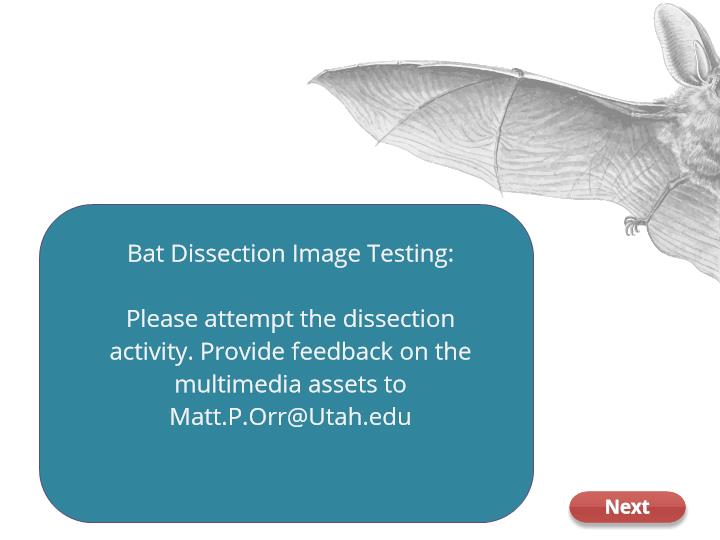 Bat Dissection Image Testing:
Please attempt the dissection
activity. Provide feedback on the
multimedia assets to
Matt.P.Orr@Utah.edu
Next